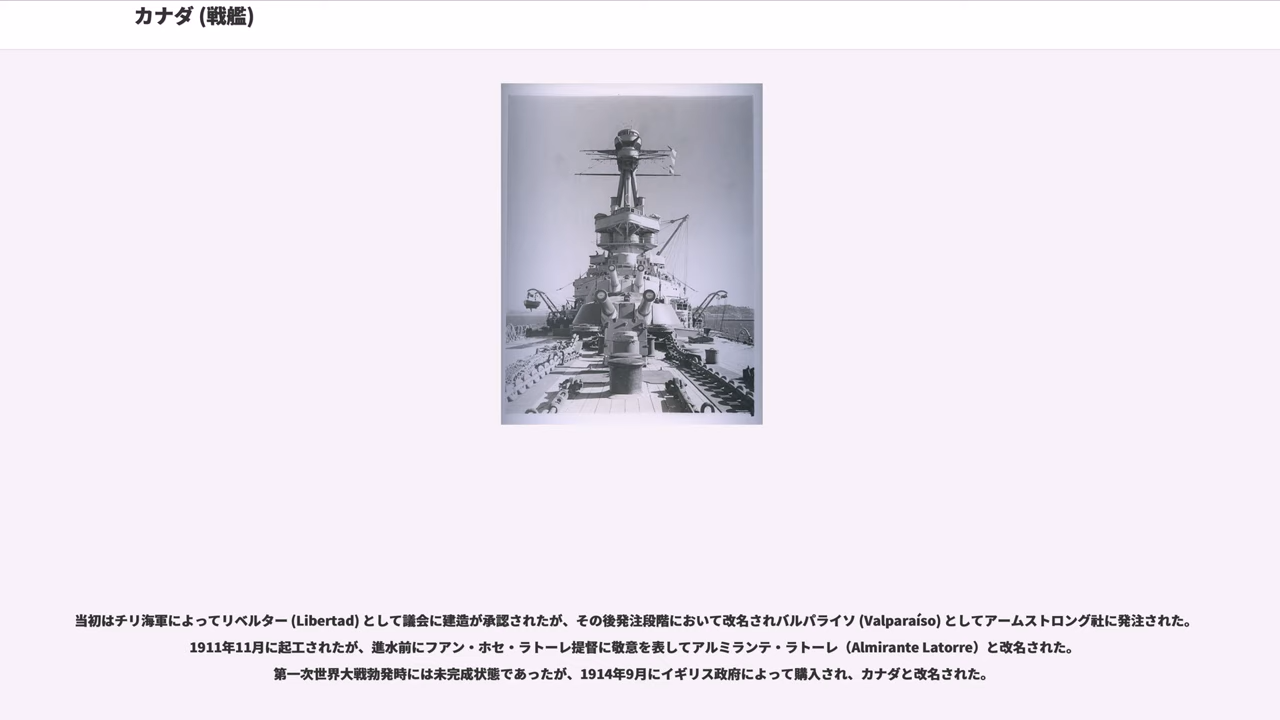 カナダ (戦艦)
当初はチリ海軍によってリベルター (Libertad) として議会に建造が承認されたが、その後発注段階において改名されバルパライソ (Valparaíso) としてアームストロング社に発注された。
1911年11月に起工されたが、進水前にフアン・ホセ・ラトーレ提督に敬意を表してアルミランテ・ラトーレ（Almirante Latorre）と改名された。
第一次世界大戦勃発時には未完成状態であったが、1914年9月にイギリス政府によって購入され、カナダと改名された。